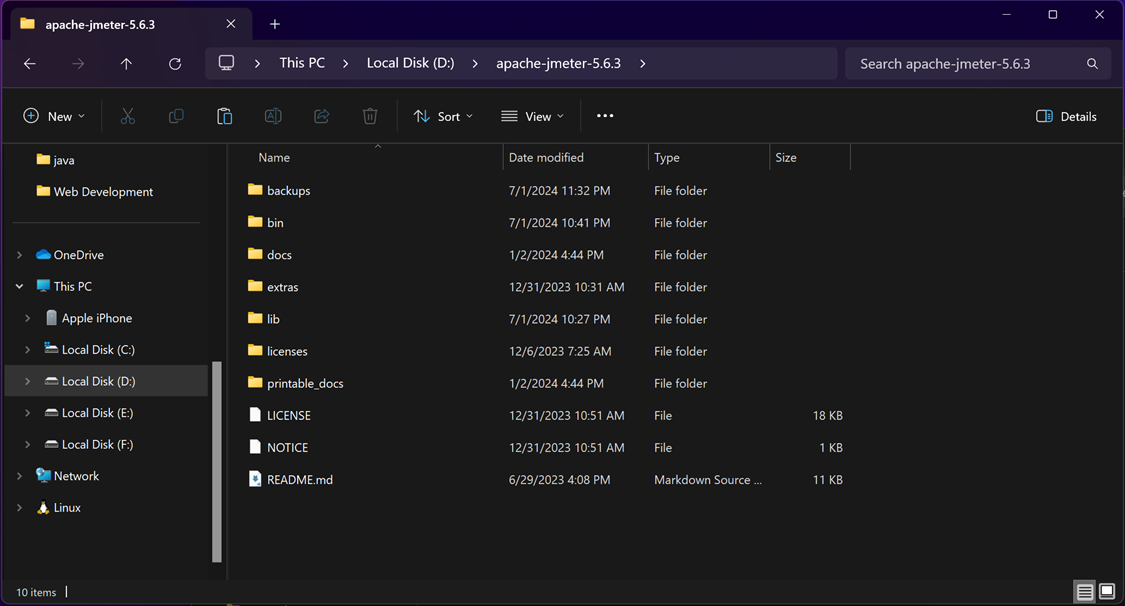 apache-jmeter-5.6.3
This PC Local Disk (D:) apache-jmeter-5.6.3 Search apache-jmeter-5.6.3
New Sort View Details
java
Web Development
OneDrive
This PC
Apple iPhone
Local Disk (C:)
Local Disk (D:)
Local Disk (E:)
Local Disk (F:)
Network
Linux
Name Date modified Type Size
backups 7/1/2024 11:32 PM File folder
bin 7/1/2024 10:41 PM File folder
docs 1/2/2024 4:44 PM File folder
extras 12/31/2023 10:31 AM File folder
lib 7/1/2024 10:27 PM File folder
licenses 12/6/2023 7:25 AM File folder
printable_docs 1/2/2024 4:44 PM File folder
LICENSE 12/31/2023 10:51 AM File 18 KB
NOTICE 12/31/2023 10:51 AM File 1 KB
README.md 6/29/2023 4:08 PM Markdown Source ... 11 KB
10 items